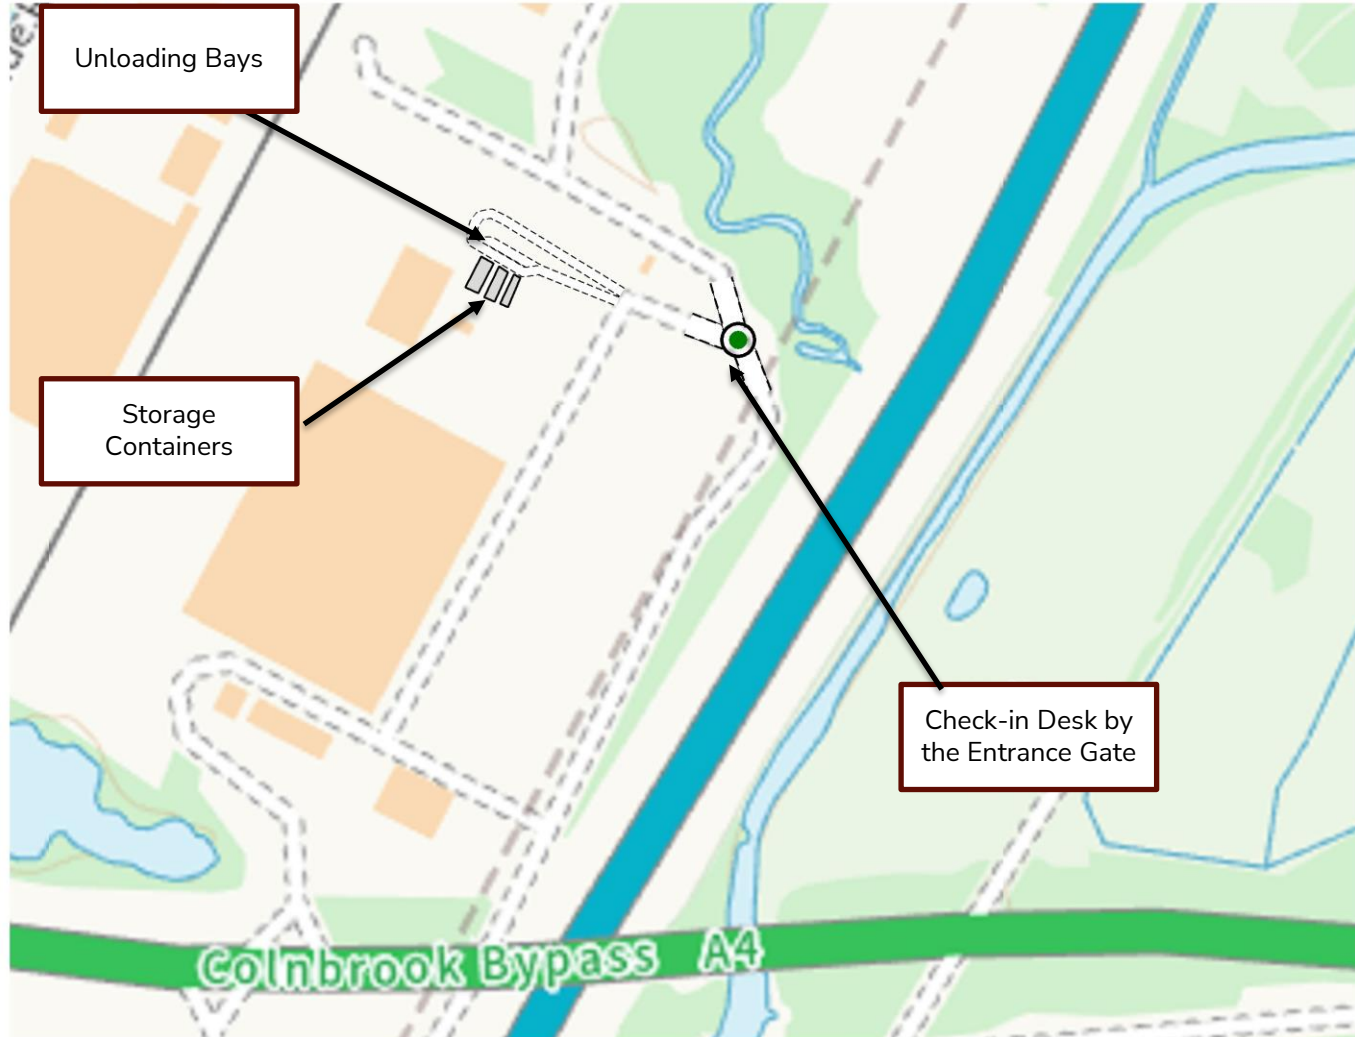 Unloading Bays
Storage
Containers
Check-in Desk by
the Entrance Gate
Colnbrook Bypass A4